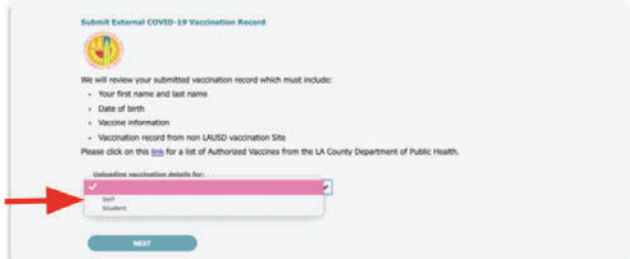 Submit External COVID-19 Vaccination Record
We will review your submitted vaccination record which must include:
• Your first name and last name
• Date of birth
• Vaccine information
• Vaccination record from non LAUSD vaccination Site
Please click on this link for a list of Authorized Vaccines from the LA County Department of Public Health.
Uploading vaccination details for:
Self
Student
NEXT